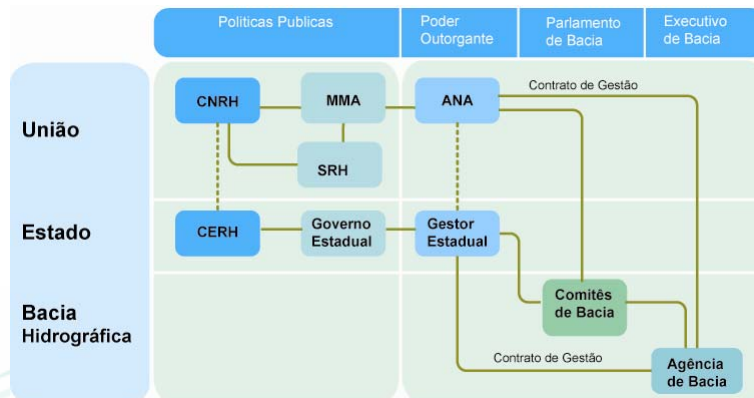 Politicas Publicas
Poder
Outorgante
Parlamento
de Bacia
Executivo
de Bacia
União
CNRH
MMA
ANA
Contrato de Gestão
SRH
Estado
CERH
Governo
Estadual
Gestor
Estadual
Bacia
Hidrográfica
Comitês
de Bacia
Contrato de Gestão
Agência
de Bacia